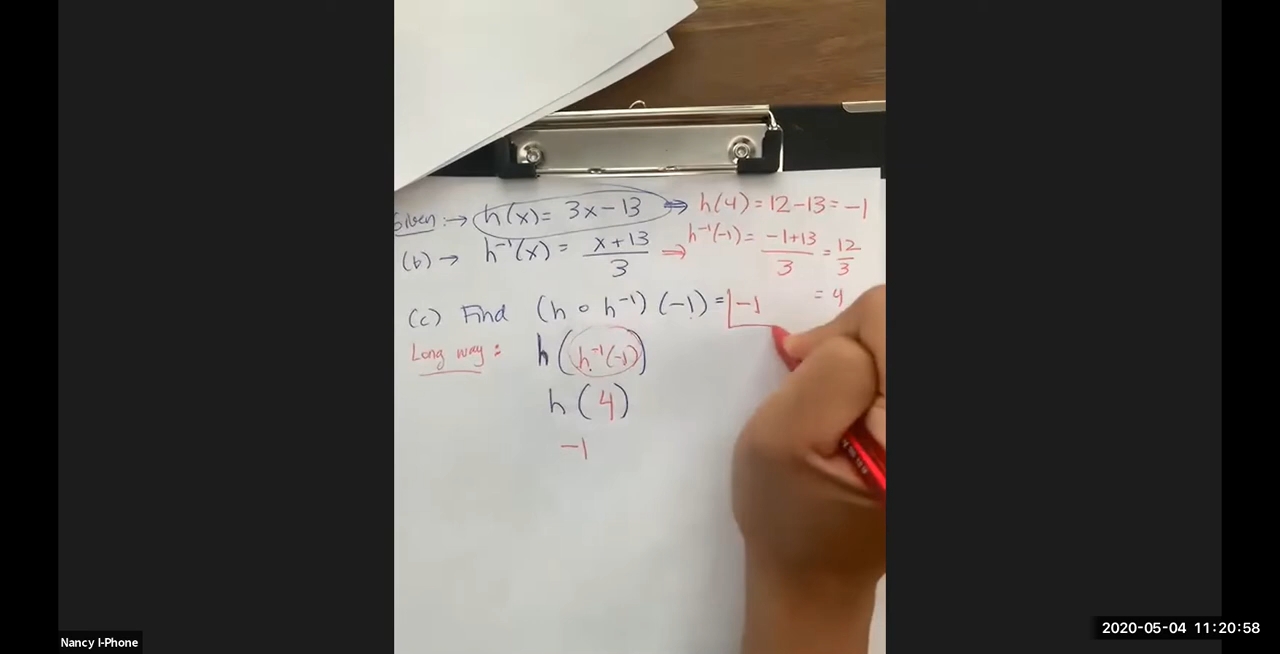 Given :→ h(x) = 3x-13 ⇒ h(4) = 12-13 = -1
(b) → h⁻¹(x) = x+13/3 ⇒ h⁻¹(-1) = -1+13/3 = 12/3
= 4
(c) Find (h ∘ h⁻¹) (-1) = -1
Long way : h(h⁻¹(-1))
h(4)
-1
Nancy I-Phone
2020-05-04 11:20:58